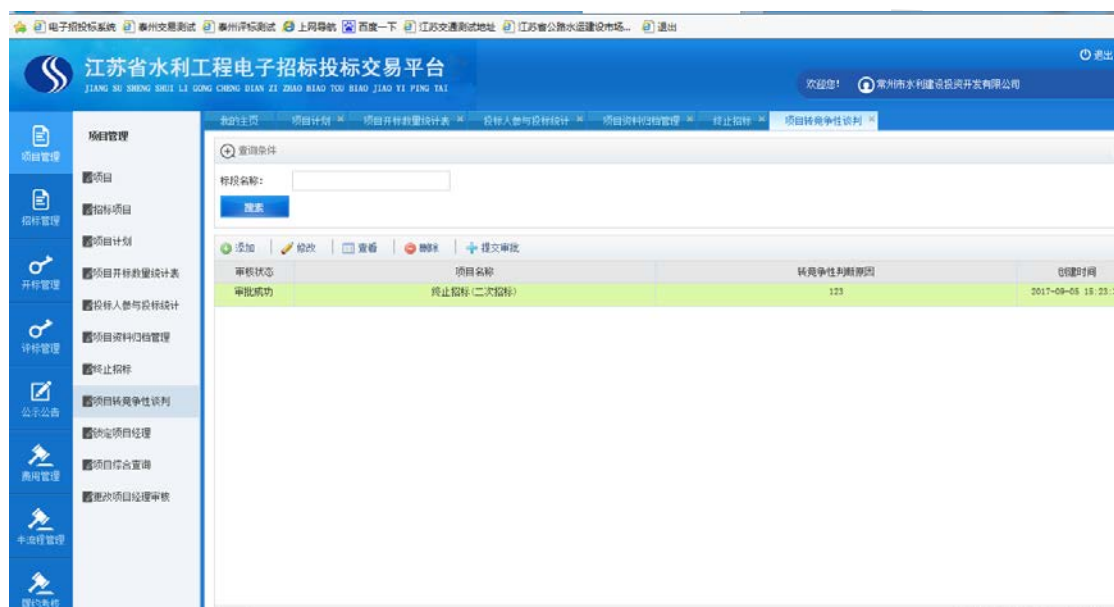 电子招投标系统 泰州交易测试 泰州评标测试 上网导航 百度一下 江苏交通测试地址 江苏省公路水运建设市场... 退出
江苏省水利工程电子招标投标交易平台
JIANG SU SHENG SHUI LI GONG CHENG DIAN ZI ZHAO BIAO TOU BIAO JIAO YI PING TAI
退出
欢迎您! 常州市水利建设投资开发有限公司
我的主页 项目计划 项目开标数量统计表 投标人参与投标统计 项目资料归档管理 终止招标 项目转竞争性谈判
项目管理
招标管理
开标管理
评标管理
公示公告
费用管理
半流程管理
项目管理
项目
招标项目
项目计划
项目开标数量统计表
投标人参与投标统计
项目资料归档管理
终止招标
项目转竞争性谈判
锁定项目经理
项目综合查询
更改项目经理审核
查询条件
标段名称:
搜索
添加 修改 查看 删除 提交审批
审核状态 项目名称 转竞争性判断原因 创建时间
审批成功 终止招标(二次招标) 123 2017-09-05 15:23: